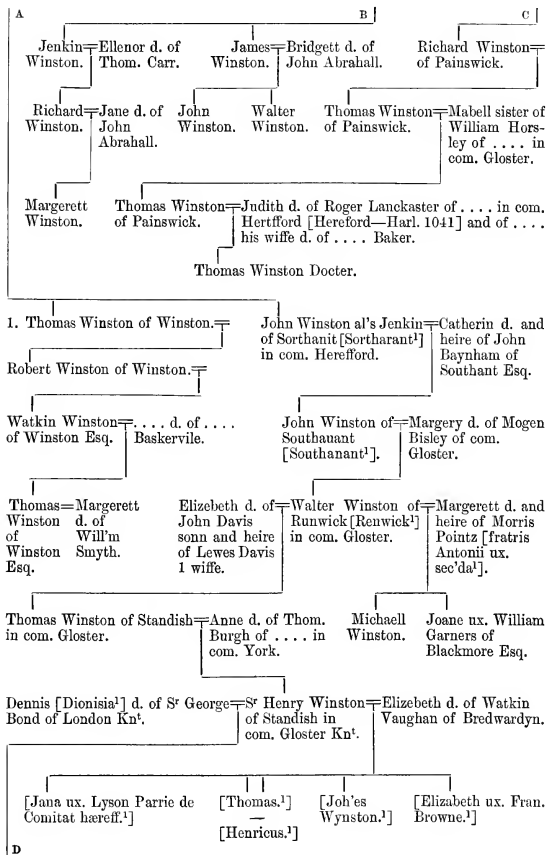 A B C
Jenkin Ellenor d. of James Bridgett d. of Richard Winston
Winston. Thom. Carr. Winston. John Abrahall. of Painswick.
Richard Jane d. of John Walter Thomas Winston Mabell sister of
Winston. John Winston. Winston. of Painswick. William Hors-
Abrahall. ley of .... in
com. Gloster.
Margerett Thomas Winston Judith d. of Roger Lanckaster of .... in com.
Winston. of Painswick. Hertfford [Hereford—Harl. 1041] and of ....
his wiffe d. of .... Baker.
Thomas Winston Docter.
1. Thomas Winston of Winston. John Winston al's Jenkin Catherin d. and
of Sorthanit [Sortharant¹] heire of John
in com. Herefford. Baynham of
Robert Winston of Winston. Southant Esq.
Watkin Winston .... d. of .... John Winston of Margery d. of Mogen
of Winston Esq. Baskervile. Southauant Bisley of com.
[Southanant¹]. Gloster.
Thomas = Margerett Elizebeth d. of Walter Winston of Margerett d. and
Winston d. of John Davis Runwick [Renwick¹] heire of Morris
of Will'm sonn and heire in com. Gloster. Pointz [fratris
Winston Smyth. of Lewes Davis Antonii ux.
Esq. 1 wiffe. sec'da¹].
Thomas Winston of Standish Anne d. of Thom. Michaell Joane ux. William
in com. Gloster. Burgh of .... in Winston. Garners of
com. York. Blackmore Esq.
Dennis [Dionisia¹] d. of Sʳ George Sʳ Henry Winston Elizebeth d. of Watkin
Bond of London Knᵗ. of Standish in Vaughan of Bredwardyn.
com. Gloster Knᵗ.
[Jana ux. Lyson Parrie de [Thomas.¹] [Joh'es [Elizabeth ux. Fran.
Comitat hæreff.¹] — Wynston.¹] Browne.¹]
[Henricus.¹]
D